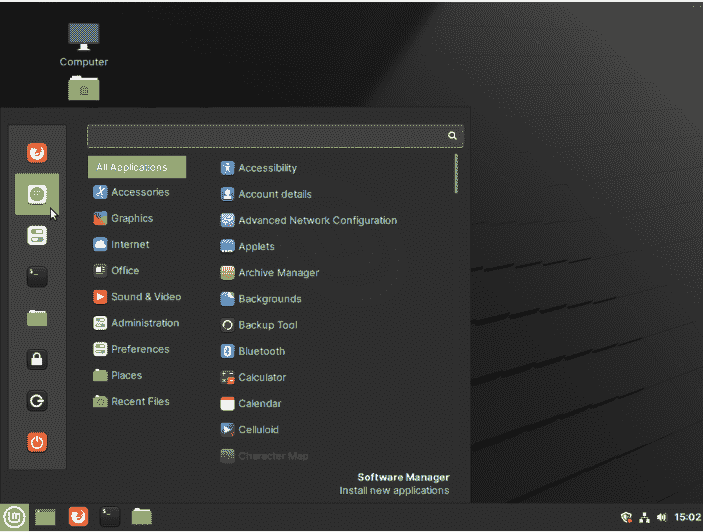 Computer
All Applications
Accessories
Graphics
Internet
Office
Sound & Video
Administration
Preferences
Places
Recent Files
Accessibility
Account details
Advanced Network Configuration
Applets
Archive Manager
Backgrounds
Backup Tool
Bluetooth
Calculator
Calendar
Celluloid
Character Map
Software Manager
Install new applications
15:02